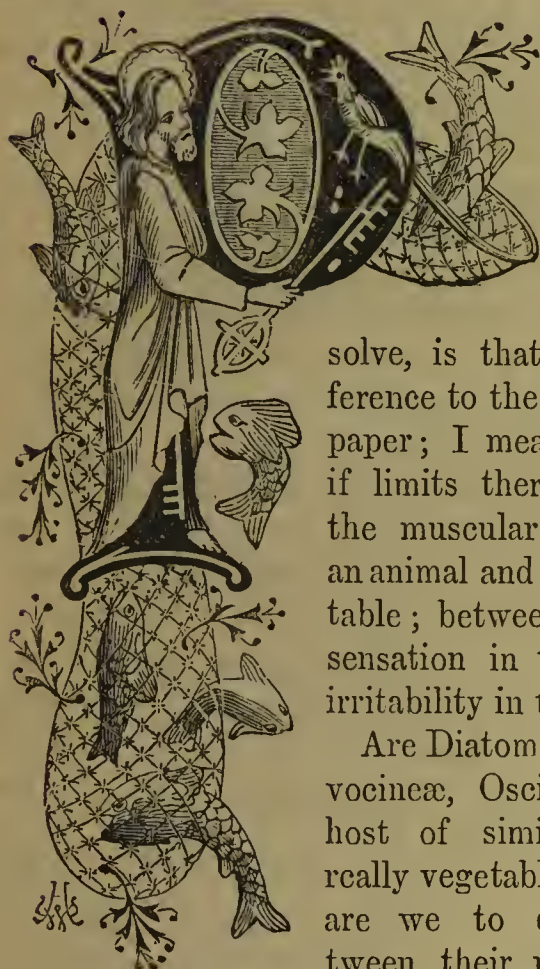 P
solve, is that
ference to the
paper; I mea
if limits ther
the muscular
an animal and
table; betwee
sensation in t
irritability in t
Are Diatom
vocineæ, Osci
host of simi
really vegetabl
are we to e
tween their